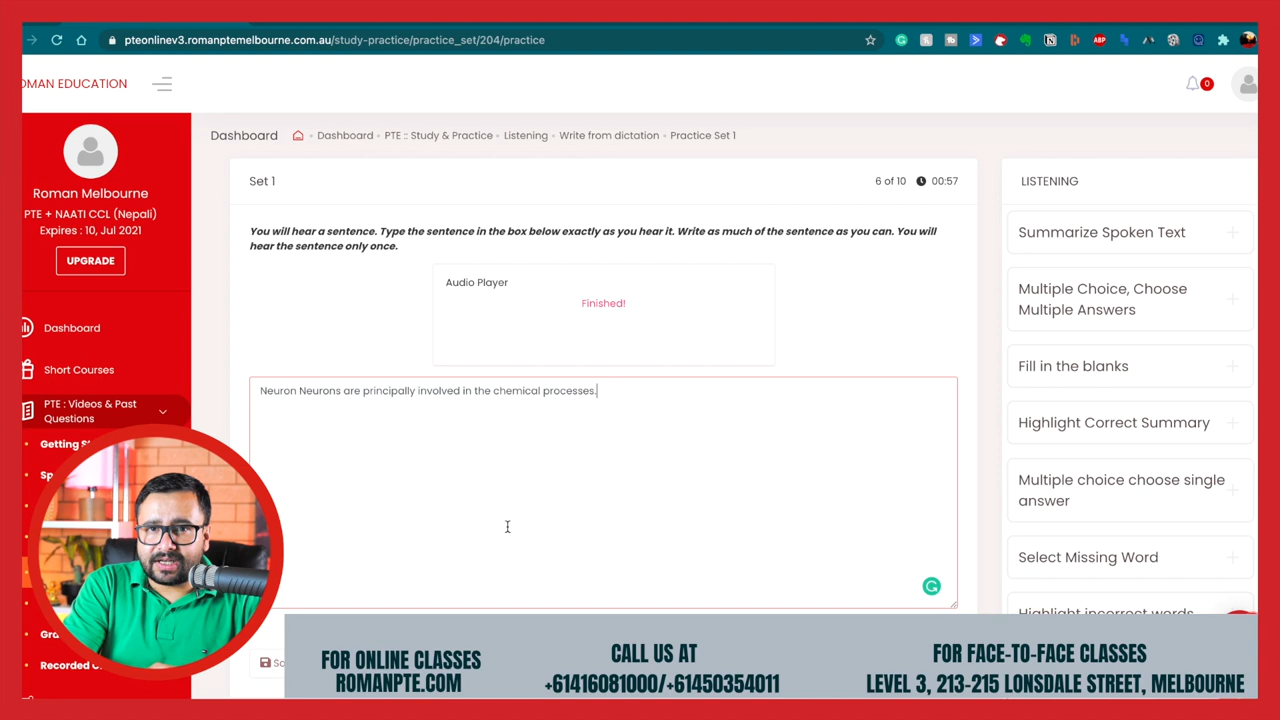 pteonlinev3.romanptemelbourne.com.au/study-practice/practice_set/204/practice
OMAN EDUCATION
0
Roman Melbourne
PTE + NAATI CCL (Nepali)
Expires : 10, Jul 2021
UPGRADE
Dashboard
Short Courses
PTE : Videos & Past
Questions
Dashboard • Dashboard • PTE :: Study & Practice • Listening • Write from dictation • Practice Set 1
Set 1
6 of 10 00:57
You will hear a sentence. Type the sentence in the box below exactly as you hear it. Write as much of the sentence as you can. You will
hear the sentence only once.
Audio Player
Finished!
Neuron Neurons are principally involved in the chemical processes.
LISTENING
Summarize Spoken Text
Multiple Choice, Choose
Multiple Answers
Fill in the blanks
Highlight Correct Summary
Multiple choice choose single
answer
Select Missing Word
Highlight incorrect words
FOR ONLINE CLASSES
ROMANPTE.COM
CALL US AT
+61416081000/+61450354011
FOR FACE-TO-FACE CLASSES
LEVEL 3, 213-215 LONSDALE STREET, MELBOURNE